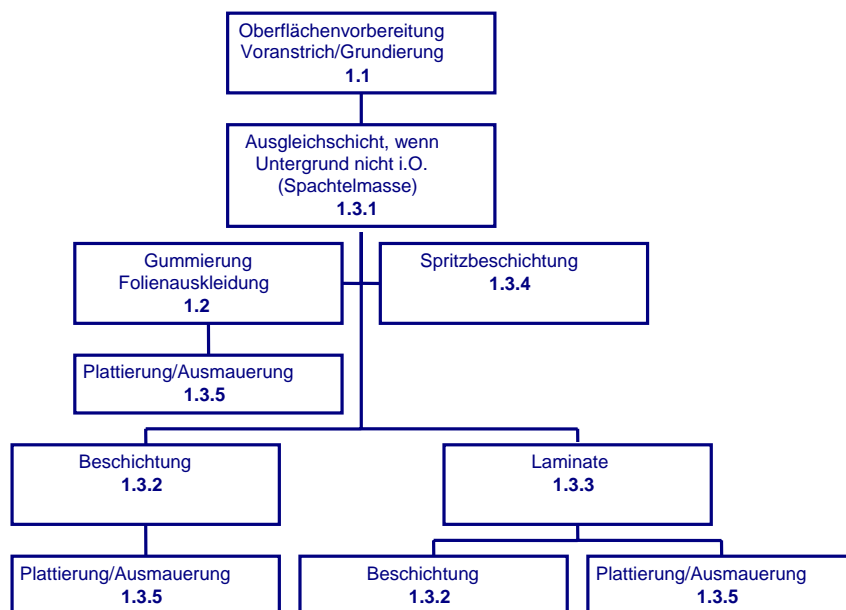 Oberflächenvorbereitung
Voranstrich/Grundierung
1.1
Ausgleichschicht, wenn
Untergrund nicht i.O.
(Spachtelmasse)
1.3.1
Gummierung
Folienauskleidung
1.2
Spritzbeschichtung
1.3.4
Plattierung/Ausmauerung
1.3.5
Beschichtung
1.3.2
Laminate
1.3.3
Plattierung/Ausmauerung
1.3.5
Beschichtung
1.3.2
Plattierung/Ausmauerung
1.3.5